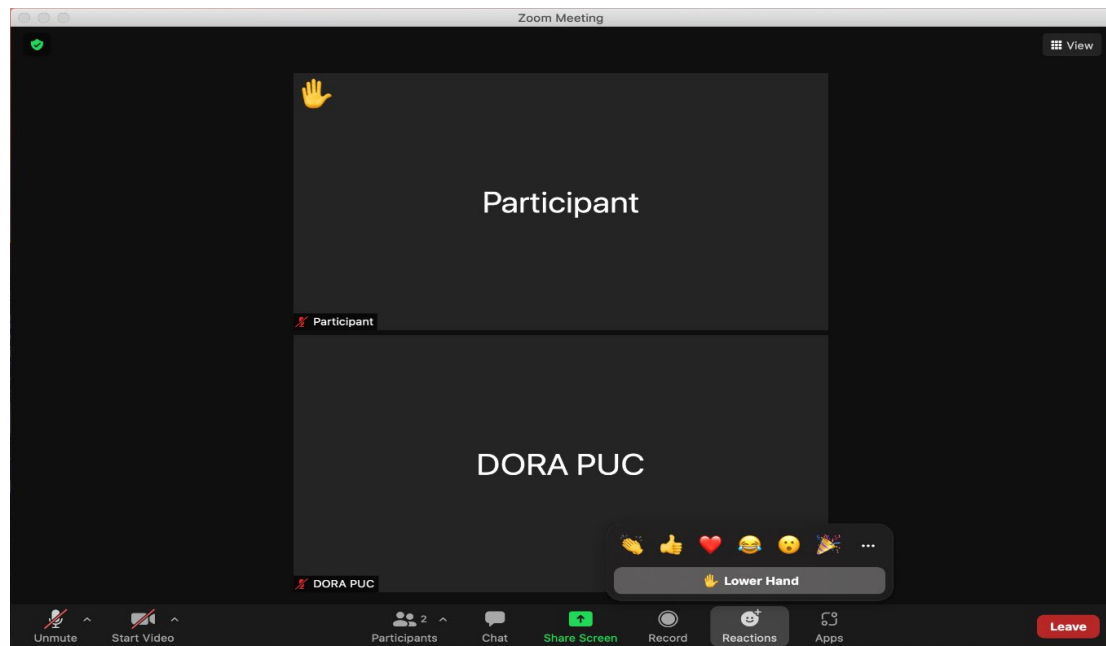 Zoom Meeting
View
Participant
Participant
DORA PUC
Lower Hand
DORA PUC
Unmute
Start Video
2
Participants
Chat
Share Screen
Record
Reactions
Apps
Leave